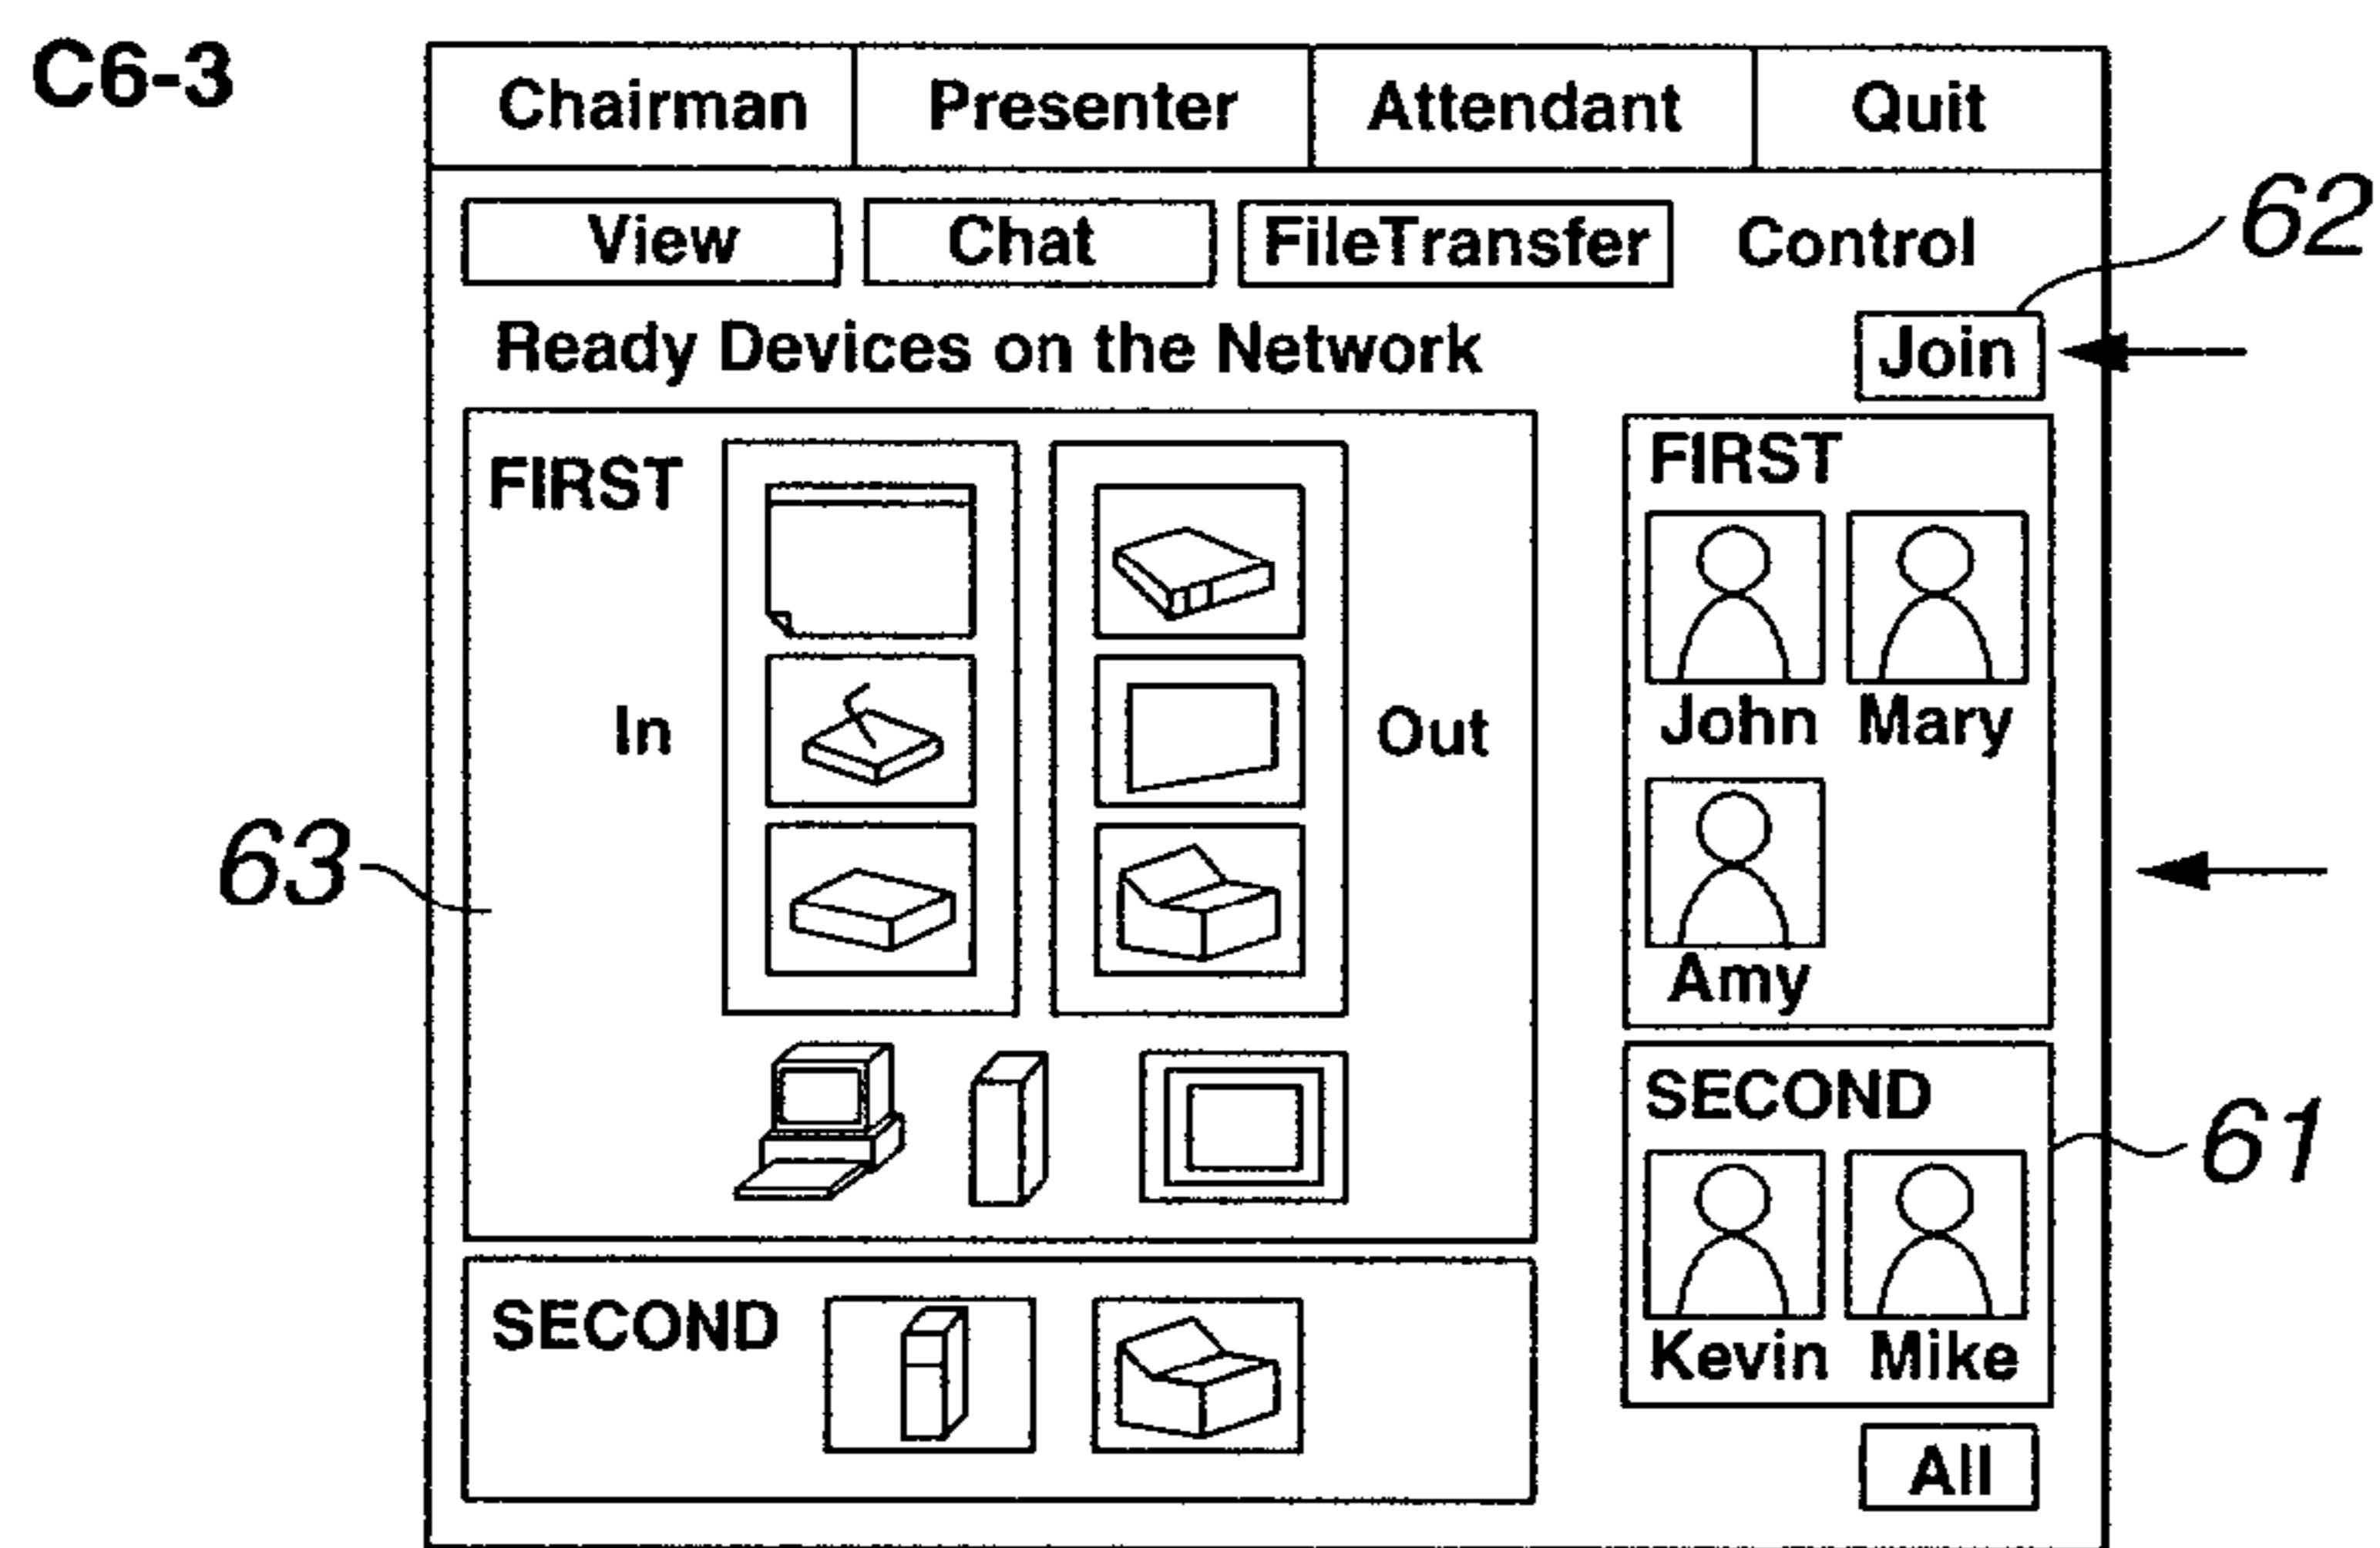 C6-3
Chairman Presenter Attendant Quit
View Chat FileTransfer Control
62
Ready Devices on the Network
Join
FIRST
In
Out
63
SECOND
FIRST
John Mary
Amy
SECOND
61
Kevin Mike
All